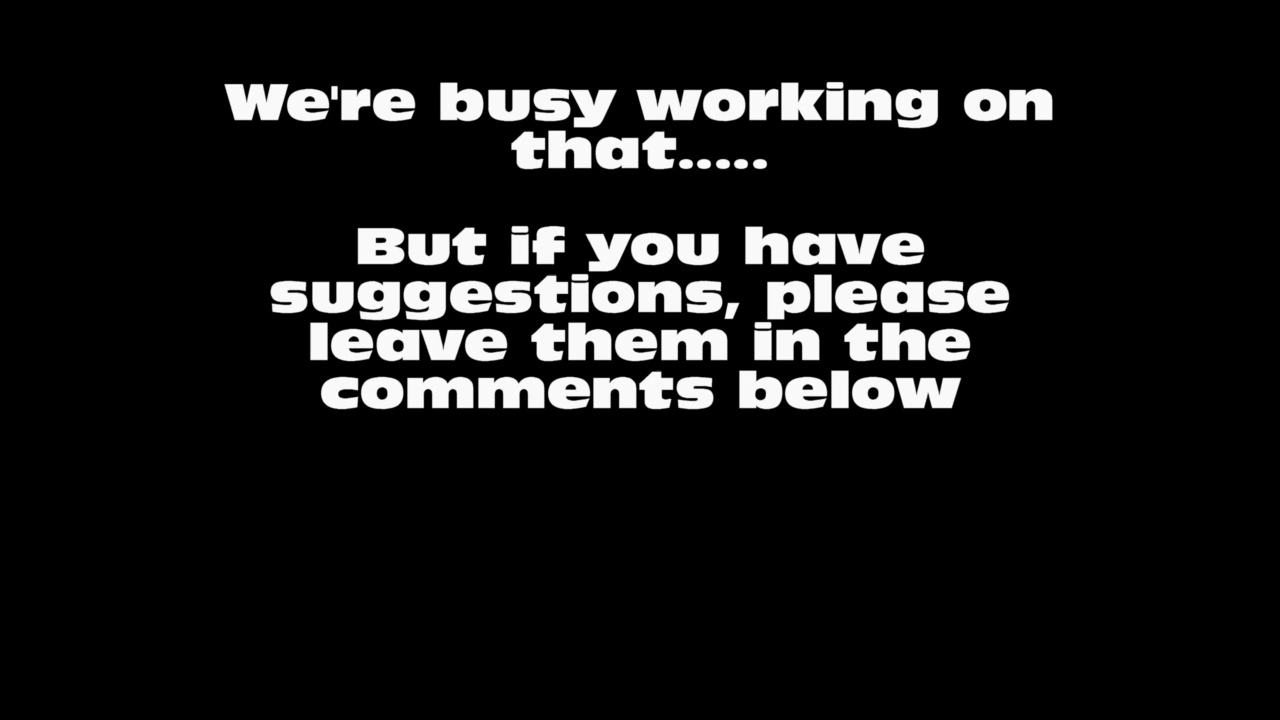 We're busy working on
that.....
But if you have
suggestions, please
leave them in the
comments below